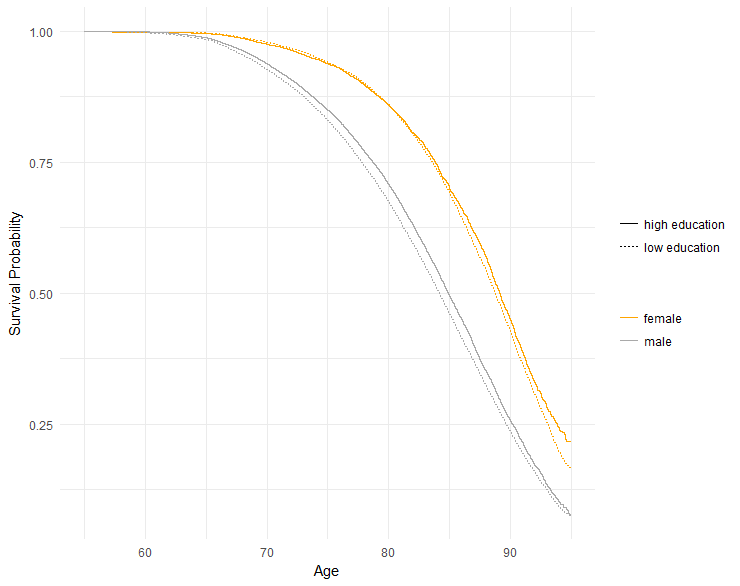 1.00
0.75
0.50
0.25
Survival Probability
60 70 80 90
Age
high education
low education
female
male